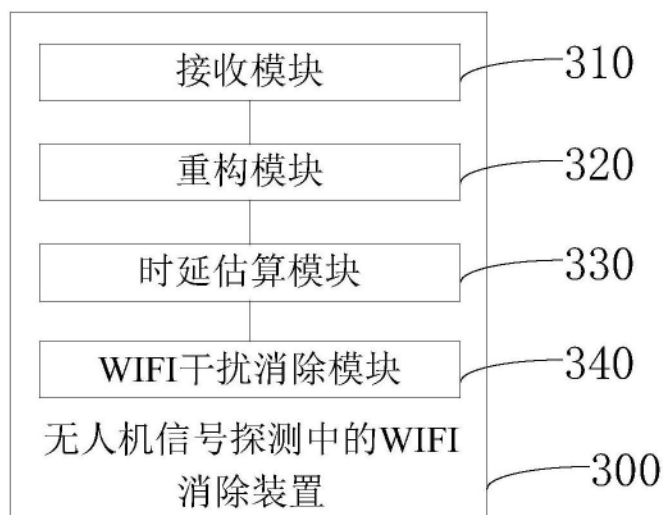 接收模块 310
重构模块 320
时延估算模块 330
WIFI干扰消除模块 340
无人机信号探测中的WIFI
消除装置 300